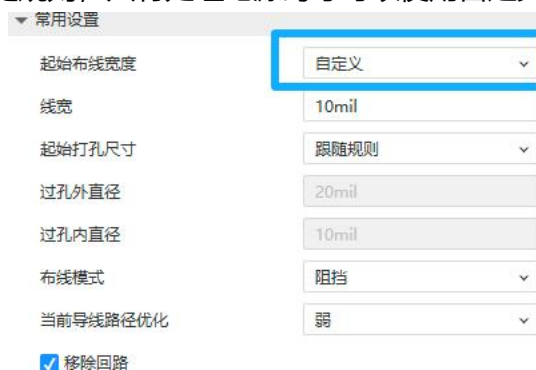 常用设置
起始布线宽度 自定义
线宽 10mil
起始打孔尺寸 跟随规则
过孔外直径 20mil
过孔内直径 10mil
布线模式 阻挡
当前导线路径优化 弱
移除回路